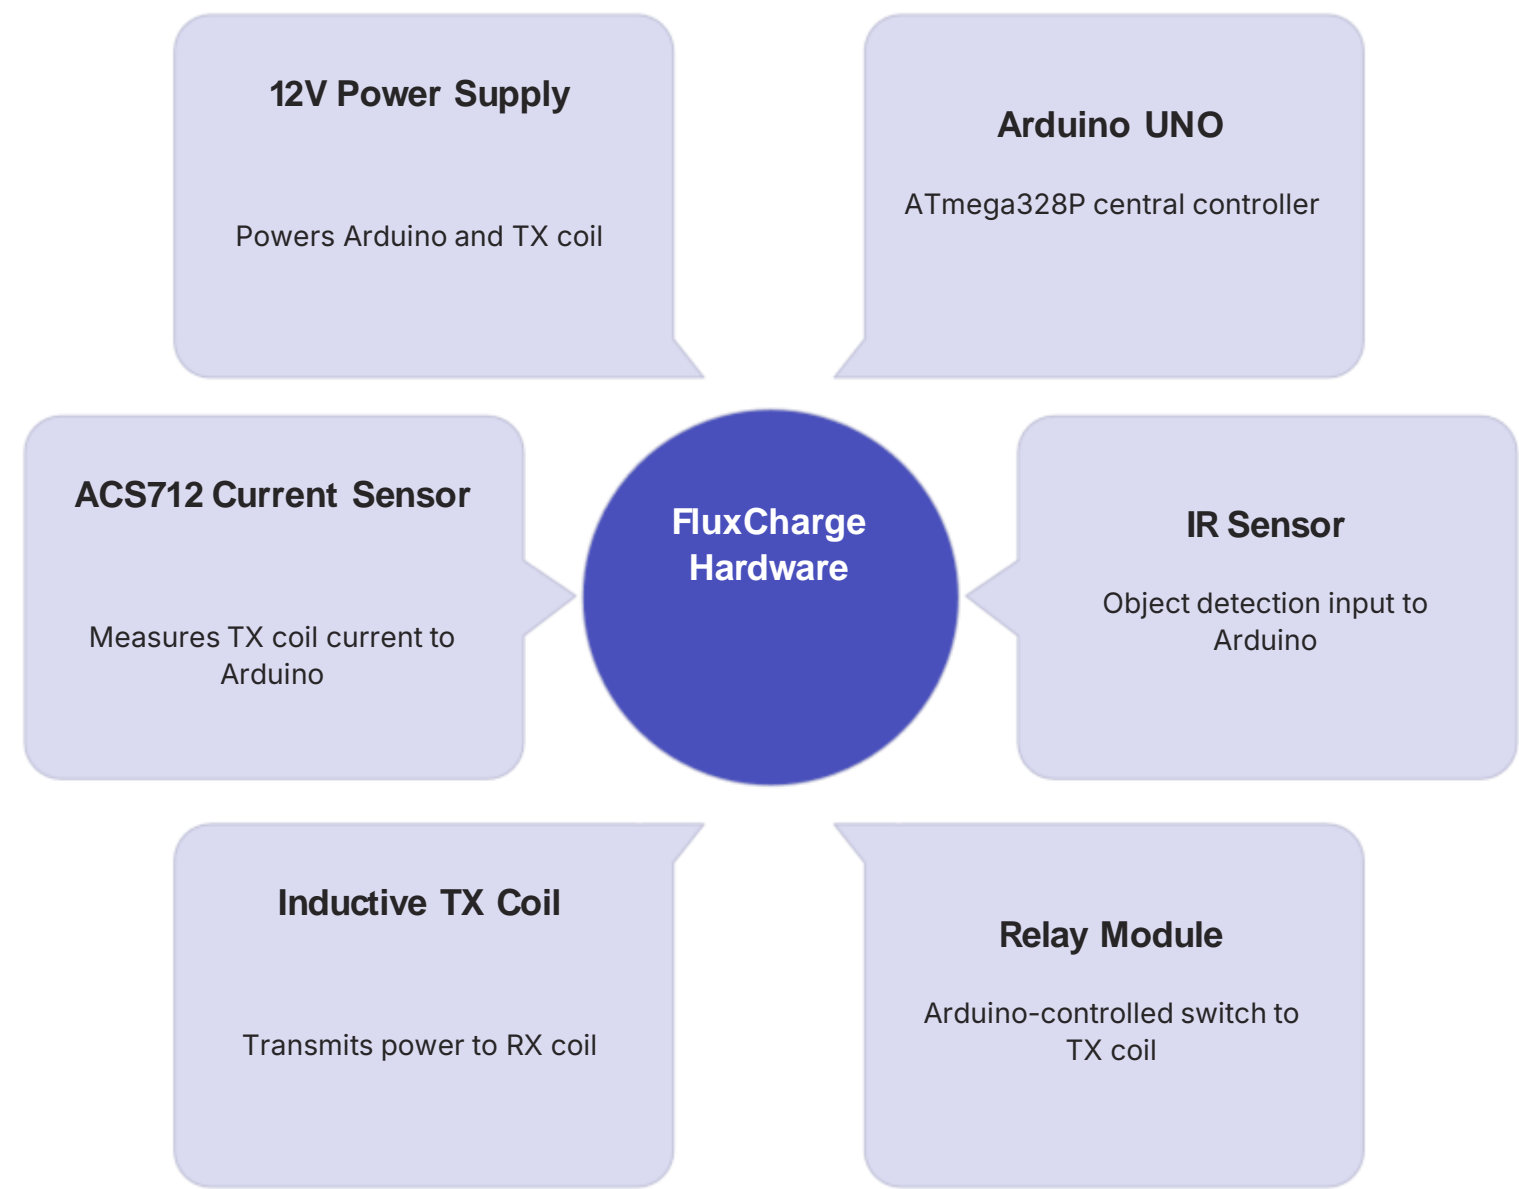 12V Power Supply
Powers Arduino and TX coil
Arduino UNO
ATmega328P central controller
ACS712 Current Sensor
Measures TX coil current to
Arduino
FluxCharge
Hardware
IR Sensor
Object detection input to
Arduino
Inductive TX Coil
Transmits power to RX coil
Relay Module
Arduino-controlled switch to
TX coil